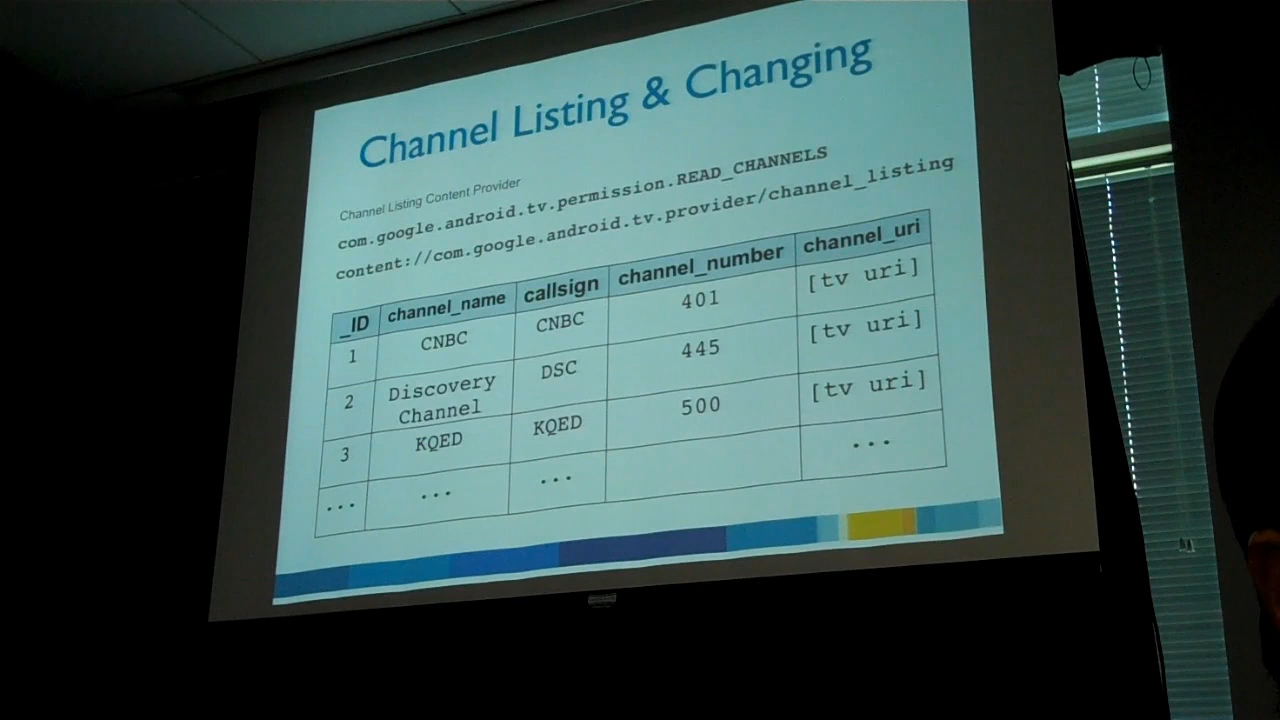 Channel Listing & Changing
Channel Listing Content Provider
com.google.android.tv.permission.READ_CHANNELS
content://com.google.android.tv.provider/channel_listing
_ID channel_name callsign channel_number channel_uri
1 CNBC CNBC 401 [tv uri]
2 Discovery Channel DSC 445 [tv uri]
3 KQED KQED 500 [tv uri]
... ... ... ...